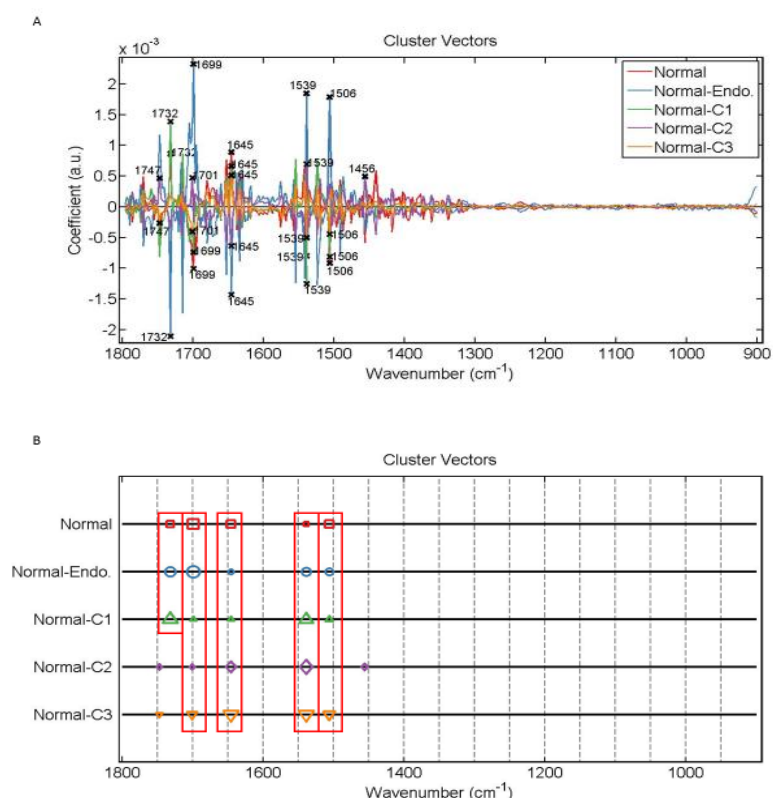 A
Cluster Vectors
x 10⁻³
Normal
Normal-Endo.
Normal-C1
Normal-C2
Normal-C3
Coefficient (a.u.)
2
1.5
1
0.5
0
-0.5
-1
-1.5
-2
1699
1732
1732
1747
1701
1645
1645
1645
1539
1539
1506
1456
1747
1701
1699
1699
1645
1645
1732
1539
1539
1539
1506
1506
1506
1800 1700 1600 1500 1400 1300 1200 1100 1000 900
Wavenumber (cm⁻¹)
B
Cluster Vectors
Normal
Normal-Endo.
Normal-C1
Normal-C2
Normal-C3
1800 1600 1400 1200 1000
Wavenumber (cm⁻¹)